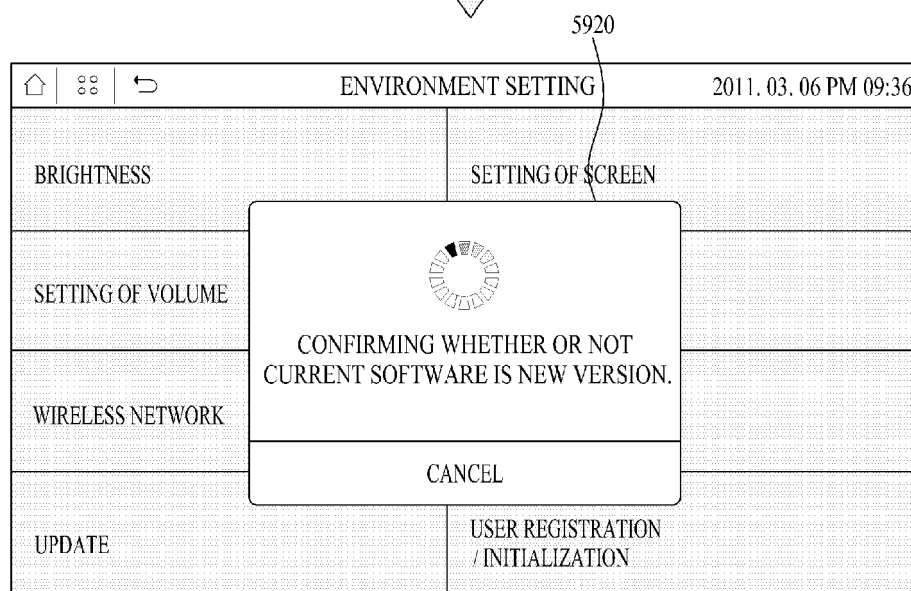 5920
ENVIRONMENT SETTING
2011. 03. 06 PM 09:36
BRIGHTNESS
SETTING OF SCREEN
SETTING OF VOLUME
CONFIRMING WHETHER OR NOT
CURRENT SOFTWARE IS NEW VERSION.
WIRELESS NETWORK
CANCEL
UPDATE
USER REGISTRATION
/ INITIALIZATION